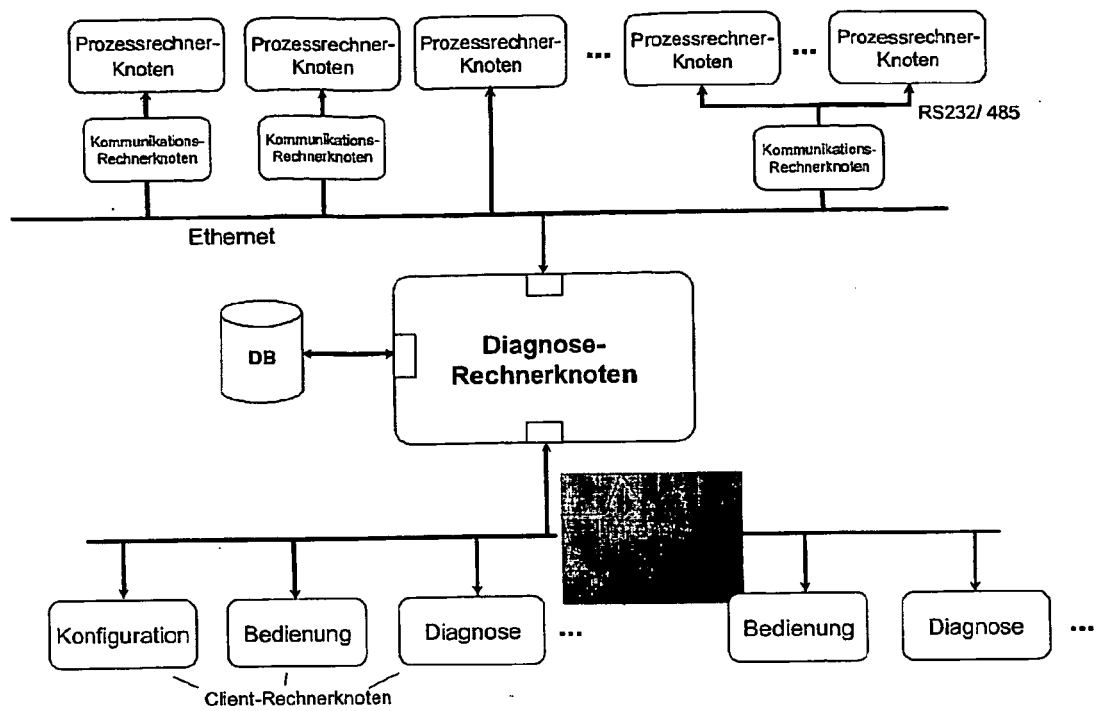 Prozessrechner-
Knoten
Prozessrechner-
Knoten
Prozessrechner-
Knoten
...
Prozessrechner-
Knoten
...
Prozessrechner-
Knoten
RS232/ 485
Kommunikations-
Rechnerknoten
Kommunikations-
Rechnerknoten
Kommunikations-
Rechnerknoten
Ethernet
DB
Diagnose-
Rechnerknoten
Konfiguration
Bedienung
Diagnose
...
Bedienung
Diagnose
...
Client-Rechnerknoten